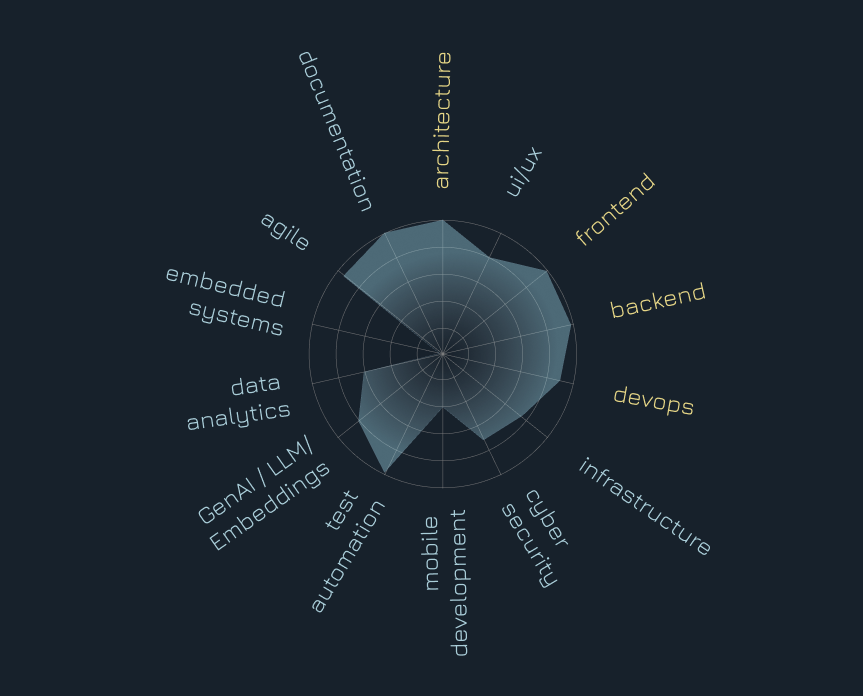 architecture
ui/ux
frontend
backend
devops
infrastructure
cyber
security
mobile
development
test
automation
GenAI / LLM/
Embeddings
data
analytics
embedded
systems
agile
documentation